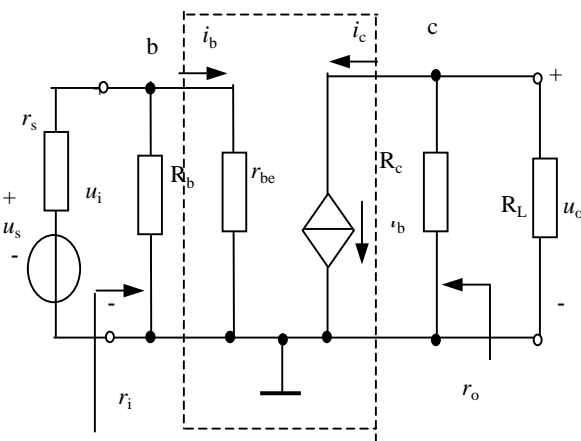 b
i_b
i_c
c
+
r_s
R_b
r_be
R_c
+
u_s
-
u_i
R_L
u_o
-
-
r_i
r_o